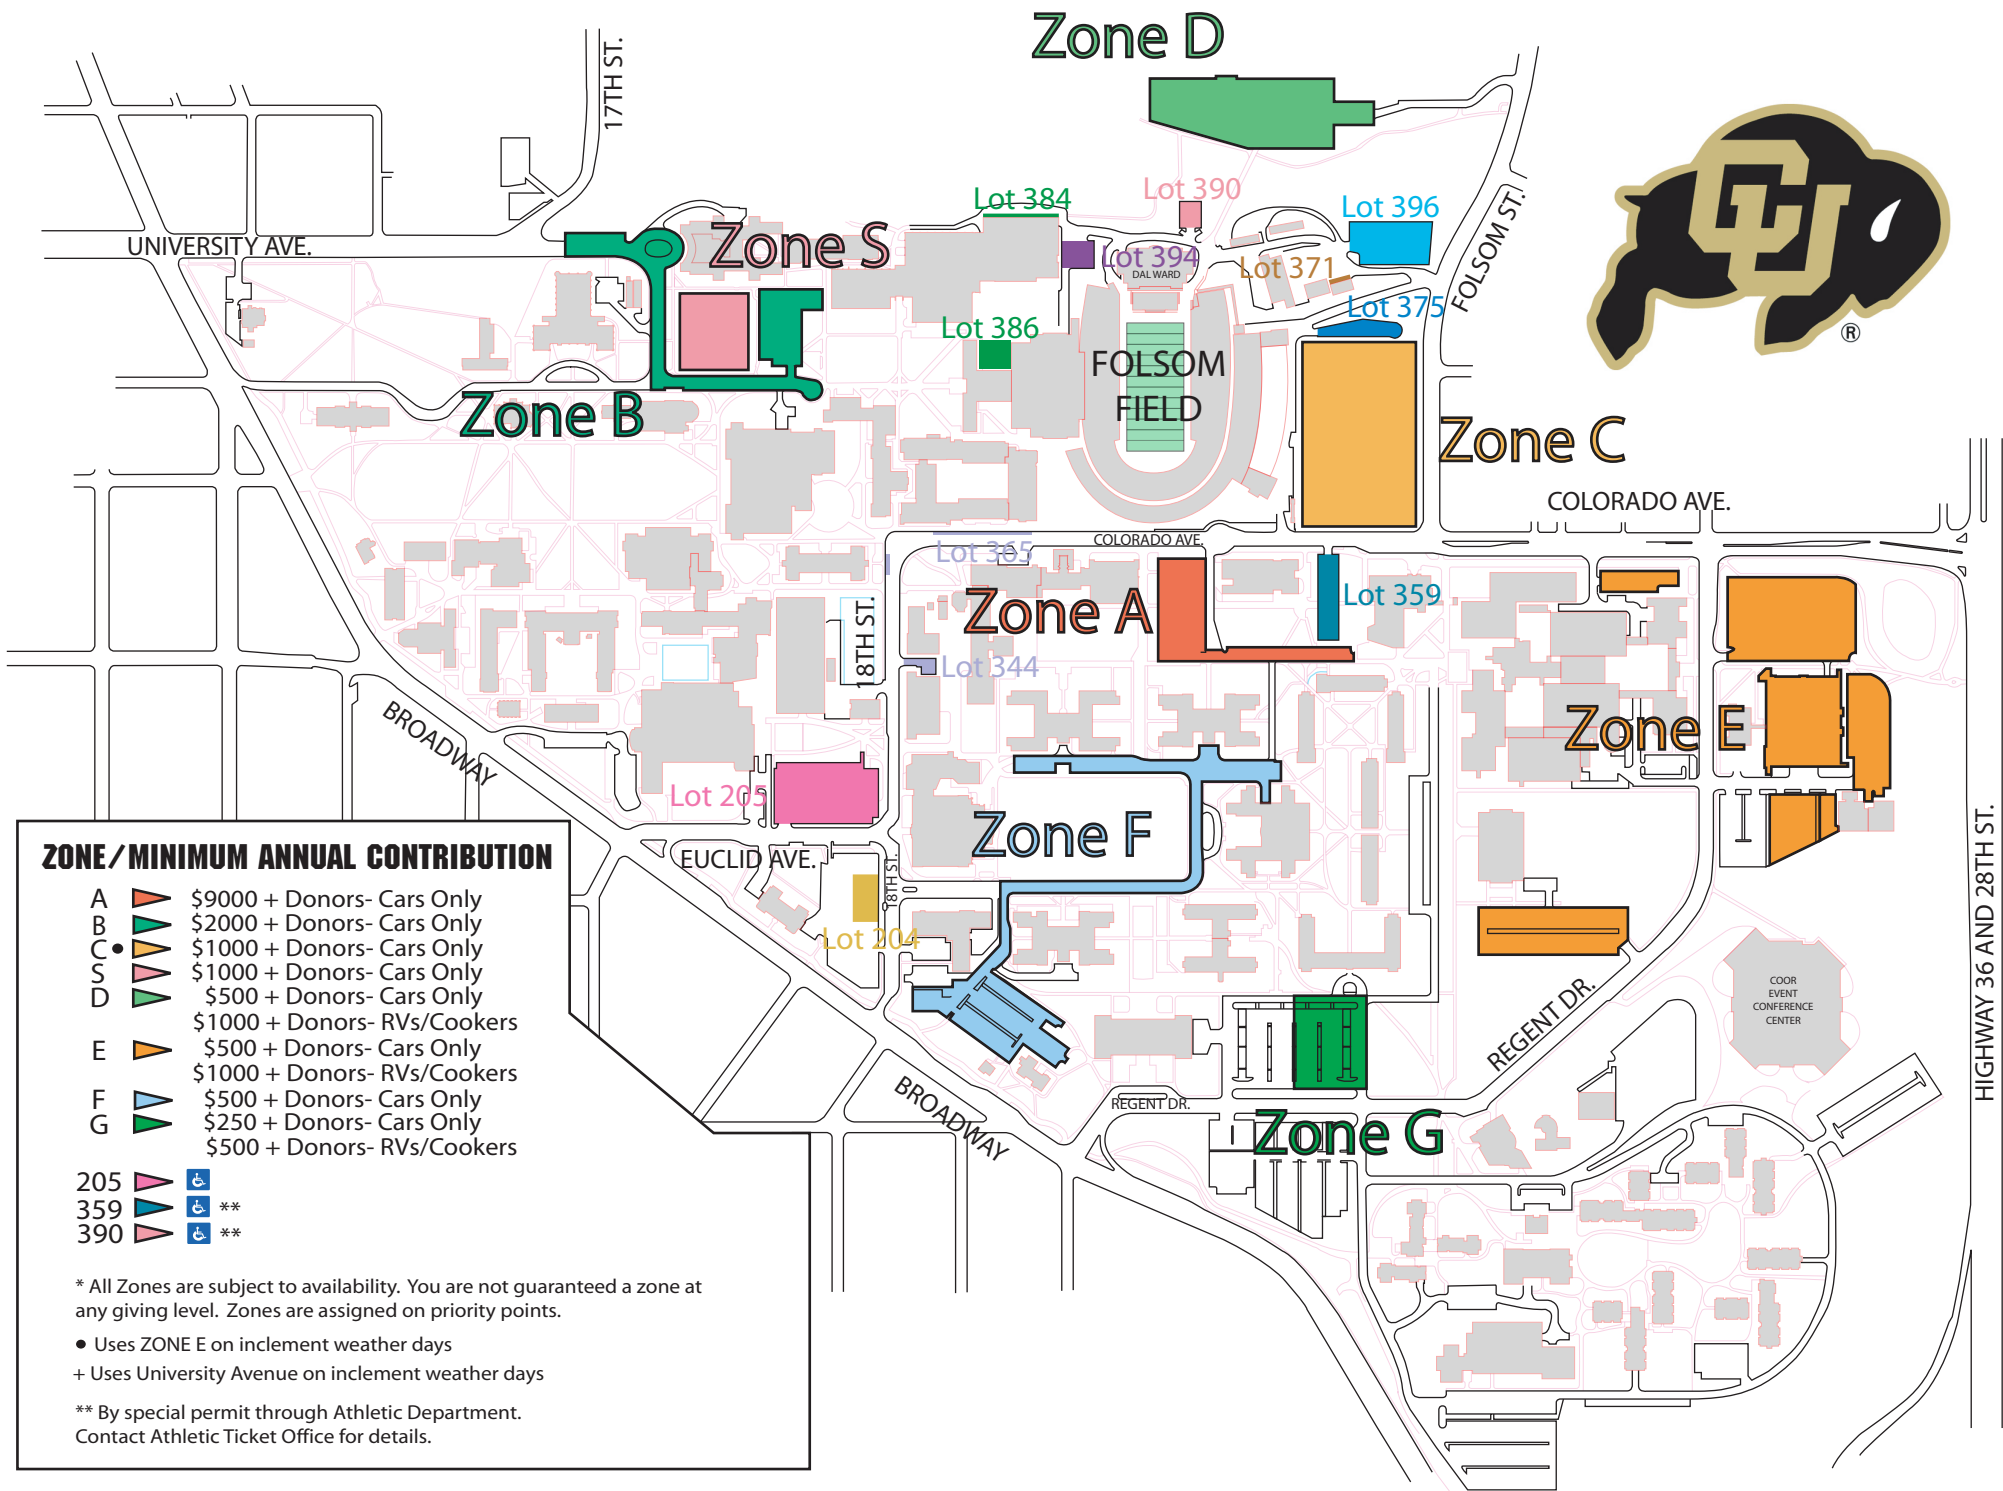 Zone D
17TH ST.
Lot 390
Lot 384
Lot 396
FOLSOM ST.
CU
®
UNIVERSITY AVE.
Zone S
Lot 394
DAL WARD
Lot 371
Lot 375
Lot 386
FOLSOM
FIELD
Zone B
Zone C
COLORADO AVE.
COLORADO AVE.
Lot 365
Zone A
Lot 359
18TH ST.
Lot 344
BROADWAY
Zone E
Lot 205
Zone F
EUCLID AVE.
18TH ST.
Lot 204
HIGHWAY 36 AND 28TH ST.
COOR
EVENT
CONFERENCE
CENTER
REGENT DR.
BROADWAY
REGENT DR.
Zone G
ZONE/MINIMUM ANNUAL CONTRIBUTION
A $9000 + Donors- Cars Only
B $2000 + Donors- Cars Only
C ● $1000 + Donors- Cars Only
S $1000 + Donors- Cars Only
D $500 + Donors- Cars Only
$1000 + Donors- RVs/Cookers
E $500 + Donors- Cars Only
$1000 + Donors- RVs/Cookers
F $500 + Donors- Cars Only
G $250 + Donors- Cars Only
$500 + Donors- RVs/Cookers
205
359 **
390 **
* All Zones are subject to availability. You are not guaranteed a zone at
any giving level. Zones are assigned on priority points.
● Uses ZONE E on inclement weather days
+ Uses University Avenue on inclement weather days
** By special permit through Athletic Department.
Contact Athletic Ticket Office for details.